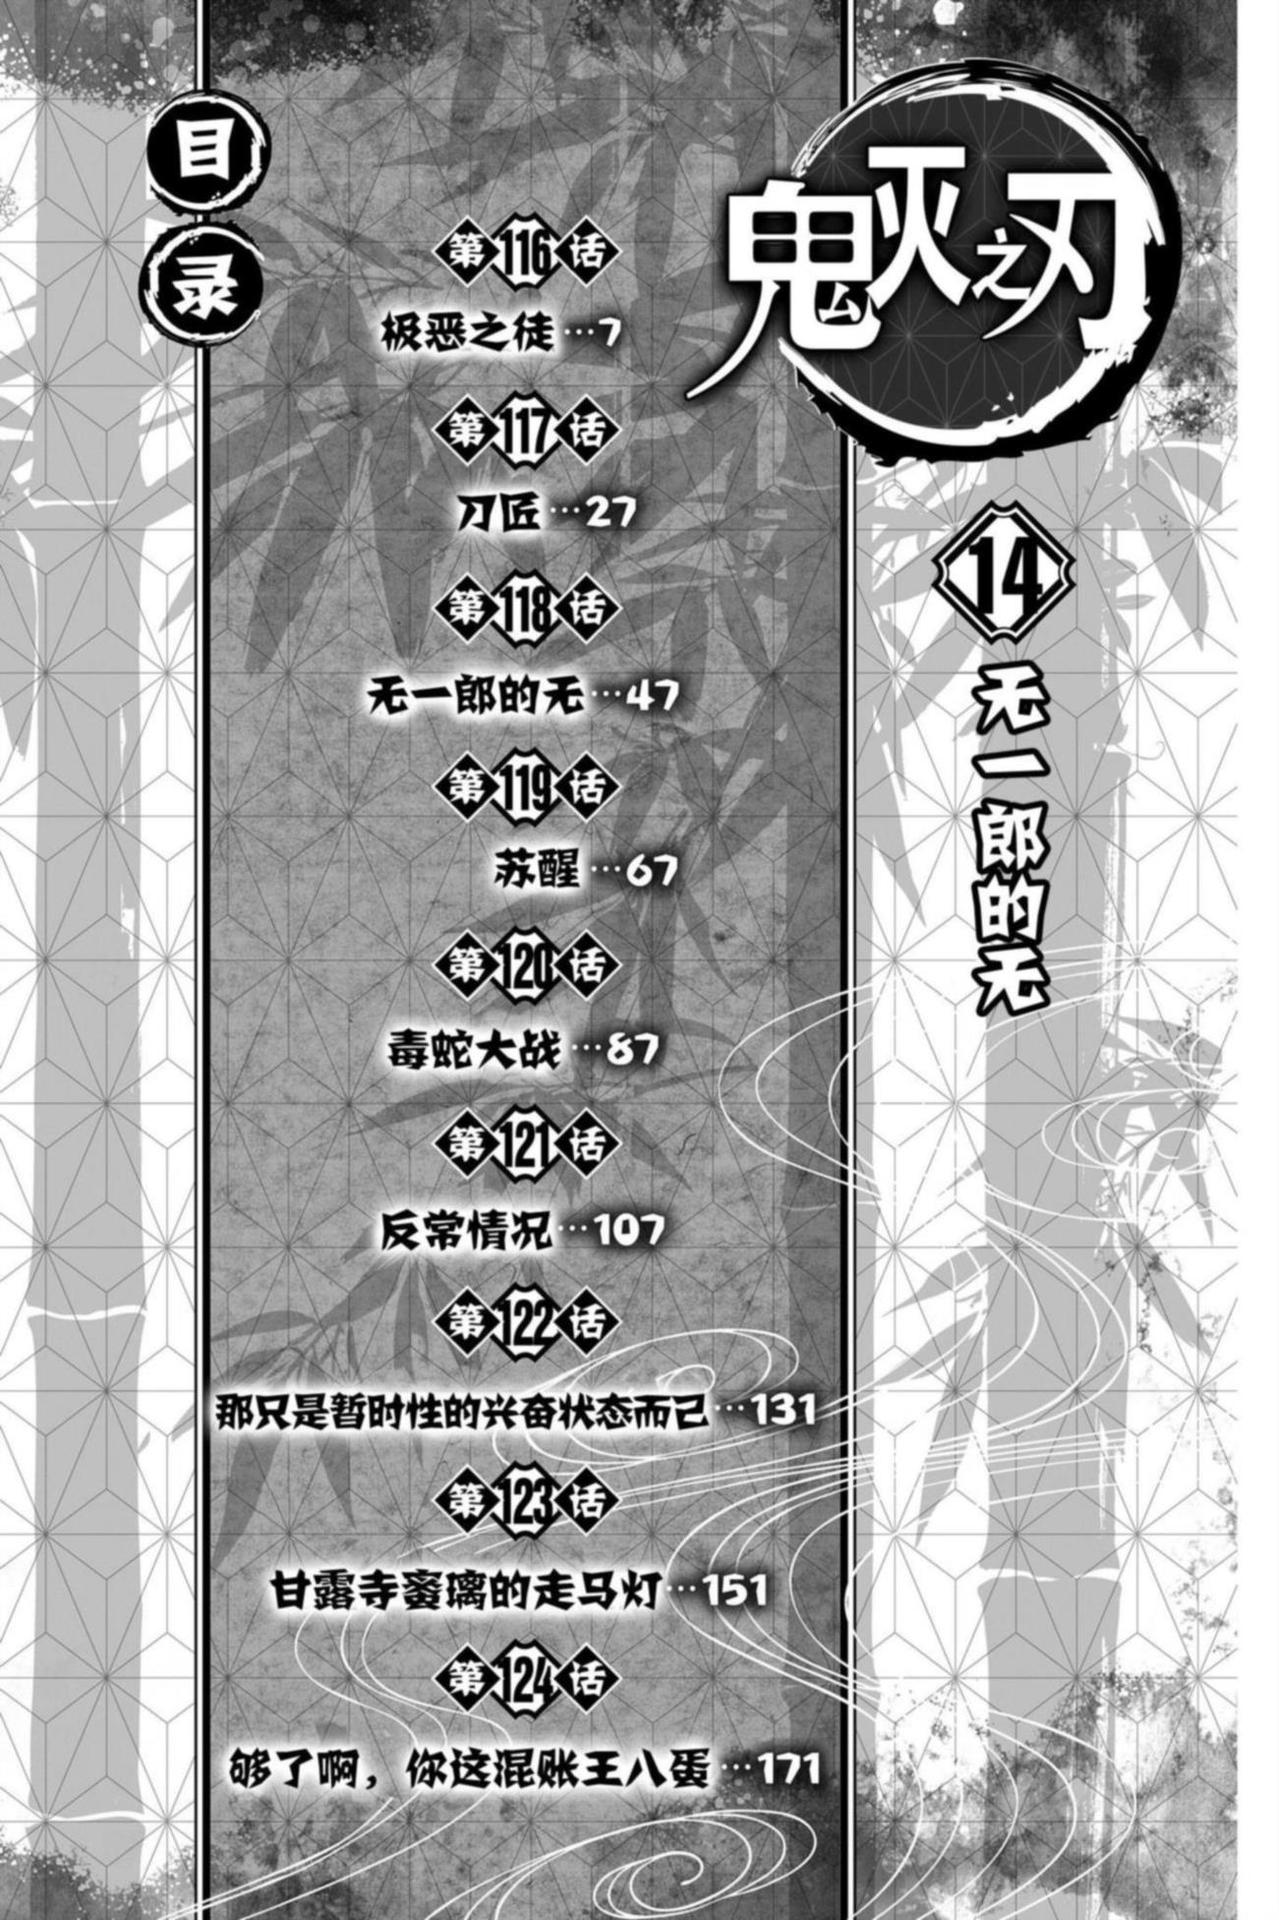 鬼灭之刃
14
无一郎的无
目录
第116话
极恶之徒…7
第117话
刀匠…27
第118话
无一郎的无…47
第119话
苏醒…67
第120话
毒蛇大战…87
第121话
反常情况…107
第122话
那只是暂时性的兴奋状态而已…131
第123话
甘露寺蜜璃的走马灯…151
第124话
够了啊，你这混账王八蛋…171